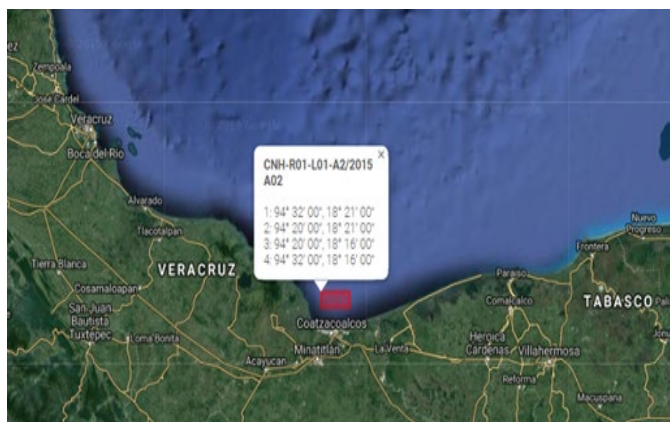 Zempoala
José Cardel
Veracruz
Boca del Río
CNH-R01-L01-A2/2015
A02
1: 94° 32' 00", 18° 21' 00"
2: 94° 20' 00", 18° 21' 00"
3: 94° 20' 00", 18° 16' 00"
4: 94° 32' 00", 18° 16' 00"
Alvarado
Tlacotalpan
Tierra Blanca
VERACRUZ
Cosamaloapan
San Juan
Bautista
Tuxtepec
Loma Bonita
Coatzacoalcos
Acayucan
Minatitlán
La Venta
Nuevo
Progreso
Frontera
Paraíso
Comalcalco
TABASCO
Heroica
Cárdenas
Villahermosa
Reforma
Macuspana